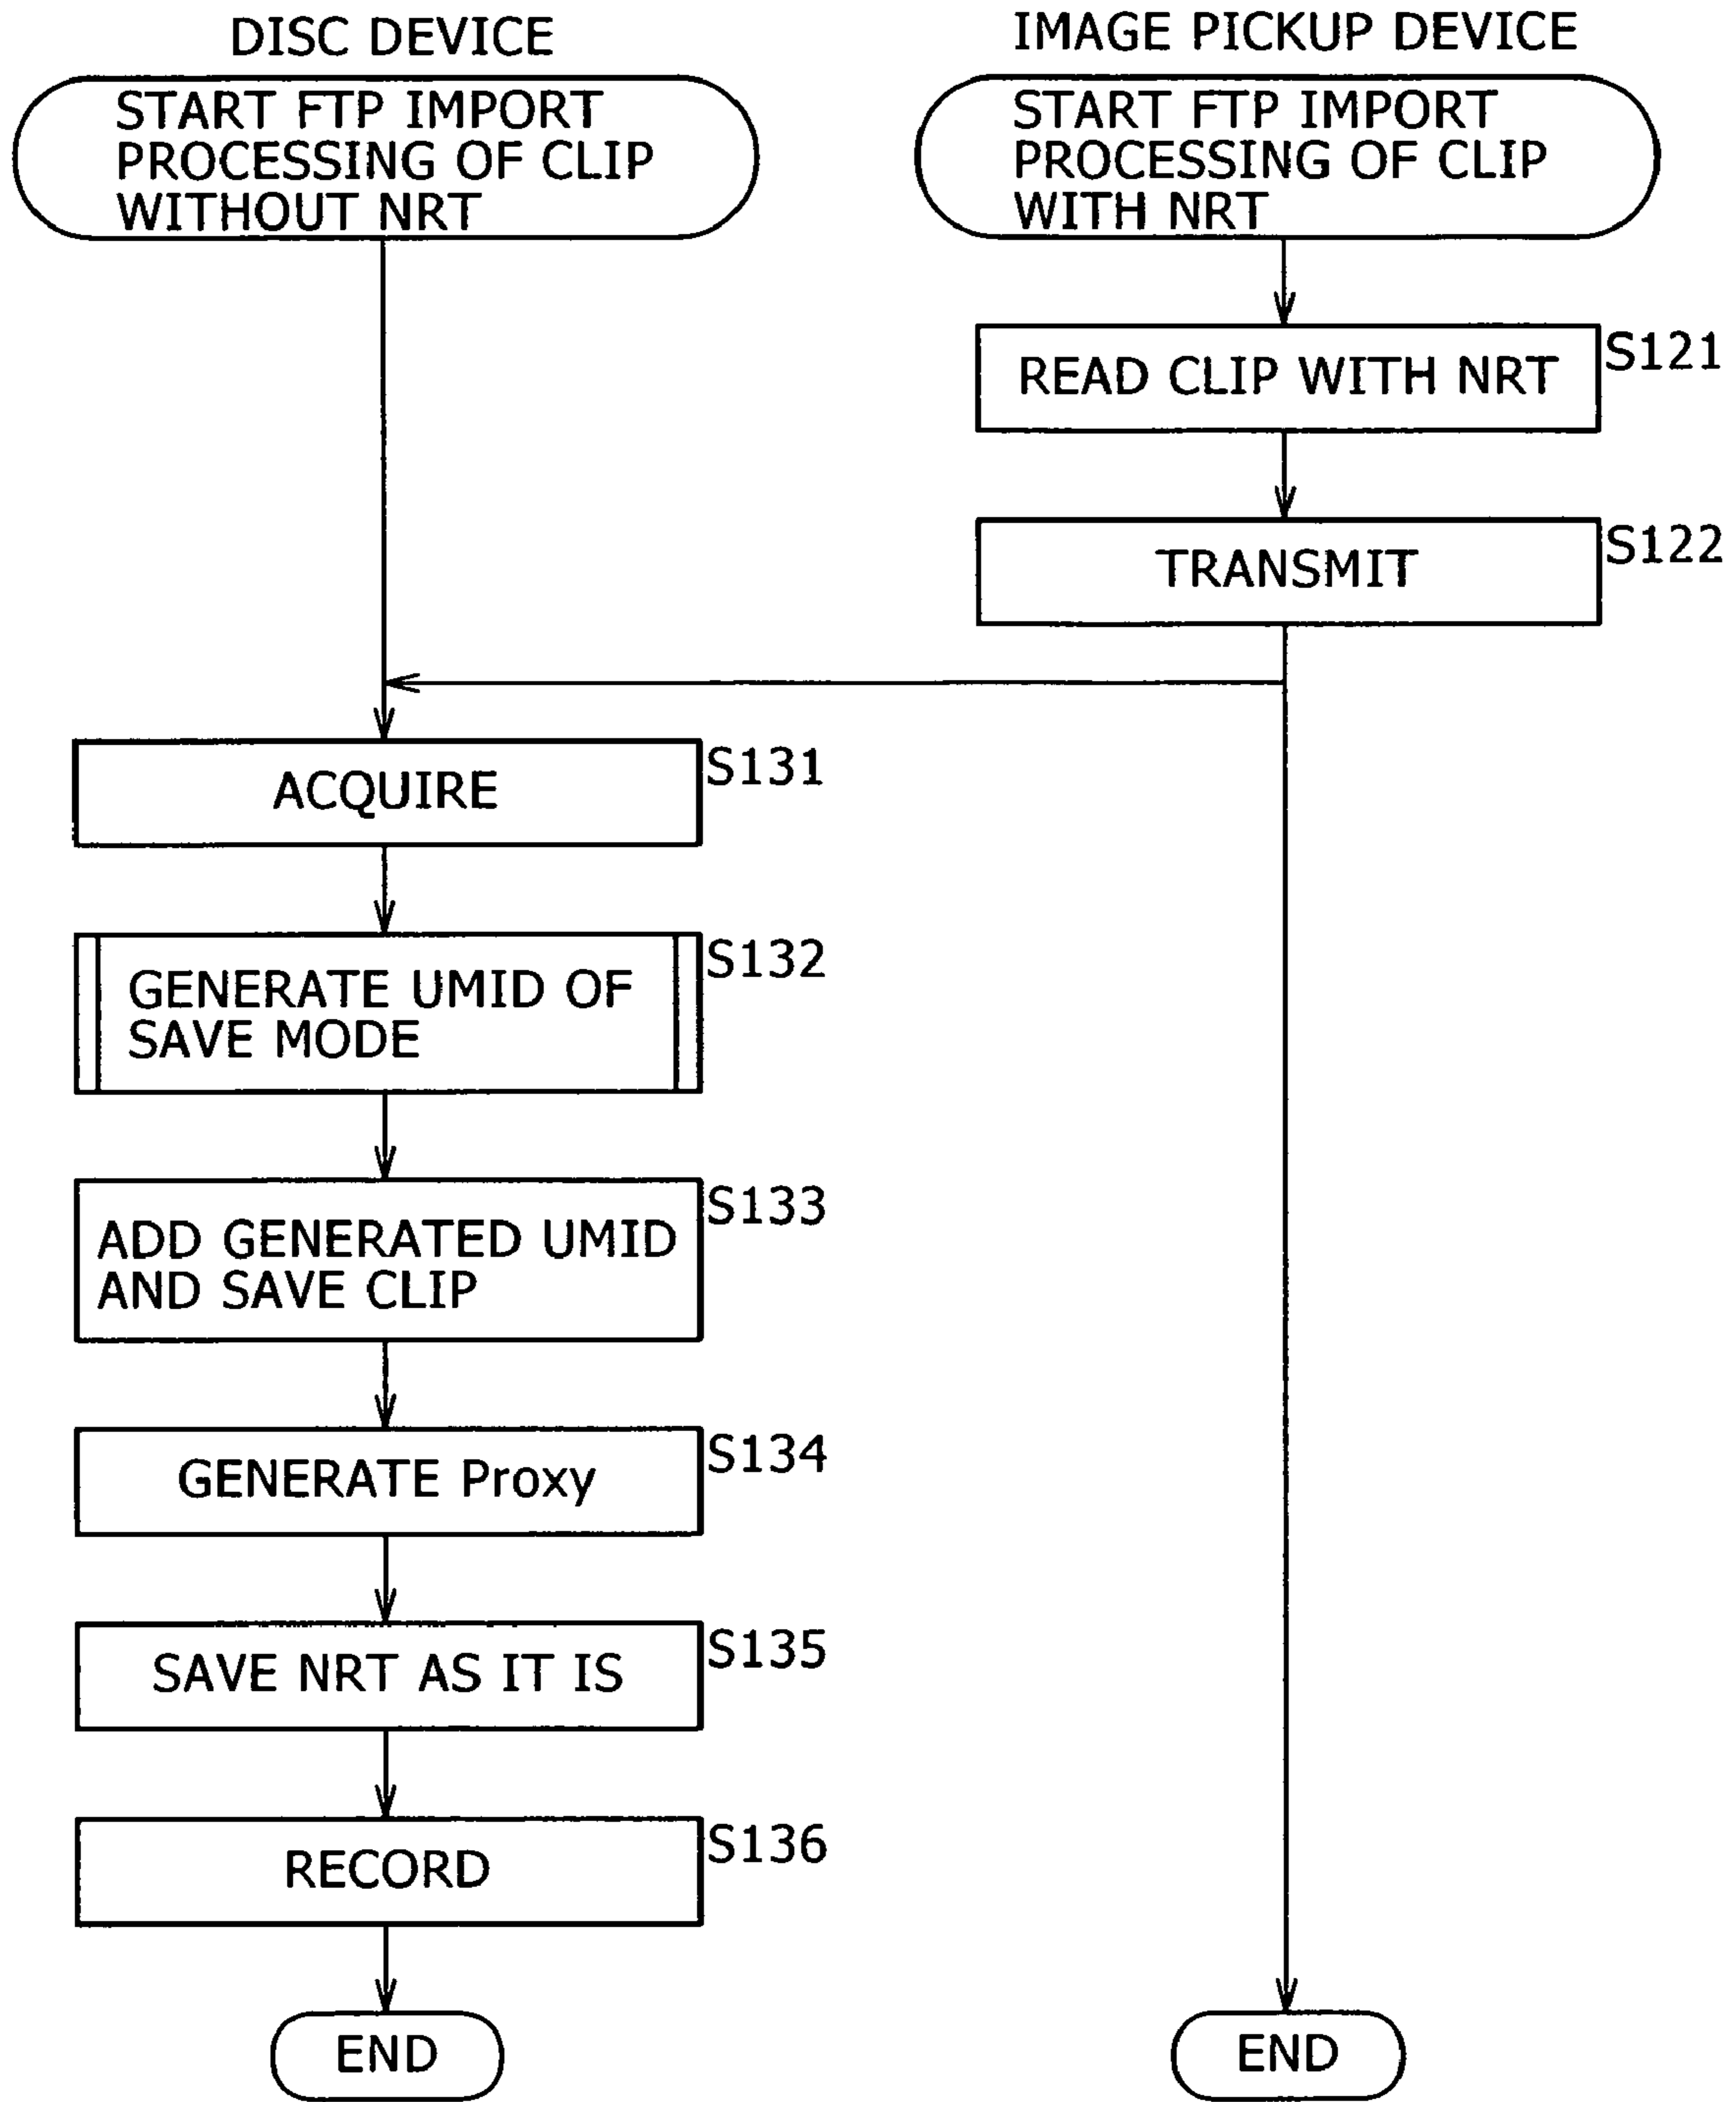 DISC DEVICE
START FTP IMPORT
PROCESSING OF CLIP
WITHOUT NRT
IMAGE PICKUP DEVICE
START FTP IMPORT
PROCESSING OF CLIP
WITH NRT
READ CLIP WITH NRT
S121
TRANSMIT
S122
ACQUIRE
S131
GENERATE UMID OF
SAVE MODE
S132
ADD GENERATED UMID
AND SAVE CLIP
S133
GENERATE Proxy
S134
SAVE NRT AS IT IS
S135
RECORD
S136
END
END